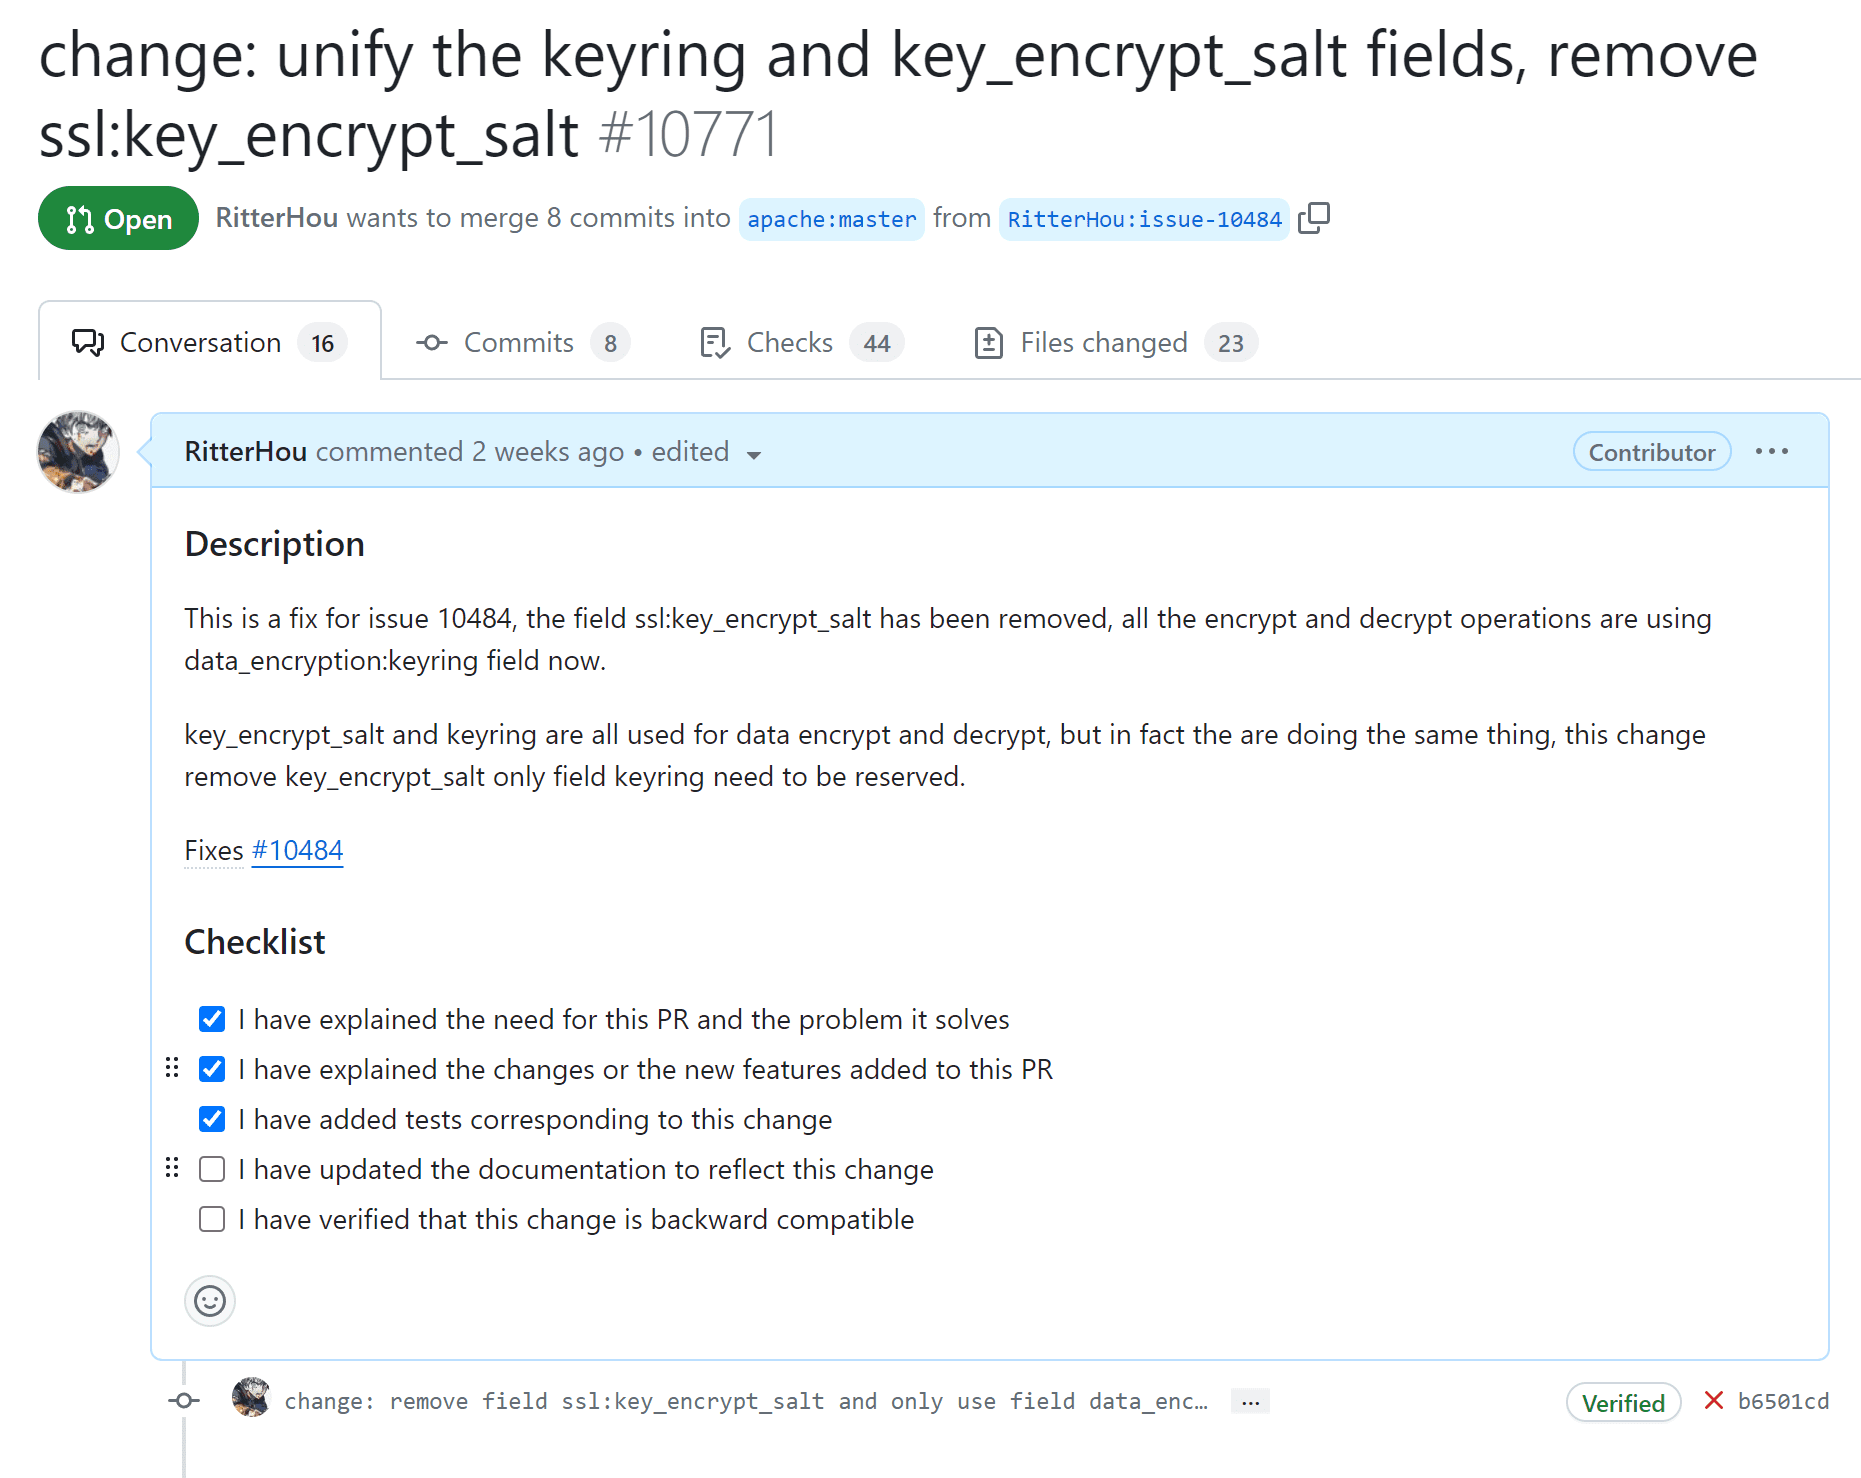 change: unify the keyring and key_encrypt_salt fields, remove
ssl:key_encrypt_salt #10771
Open RitterHou wants to merge 8 commits into apache:master from RitterHou:issue-10484
Conversation 16 Commits 8 Checks 44 Files changed 23
RitterHou commented 2 weeks ago • edited Contributor
Description
This is a fix for issue 10484, the field ssl:key_encrypt_salt has been removed, all the encrypt and decrypt operations are using
data_encryption:keyring field now.
key_encrypt_salt and keyring are all used for data encrypt and decrypt, but in fact the are doing the same thing, this change
remove key_encrypt_salt only field keyring need to be reserved.
Fixes #10484
Checklist
I have explained the need for this PR and the problem it solves
I have explained the changes or the new features added to this PR
I have added tests corresponding to this change
I have updated the documentation to reflect this change
I have verified that this change is backward compatible
change: remove field ssl:key_encrypt_salt and only use field data_enc… … Verified b6501cd